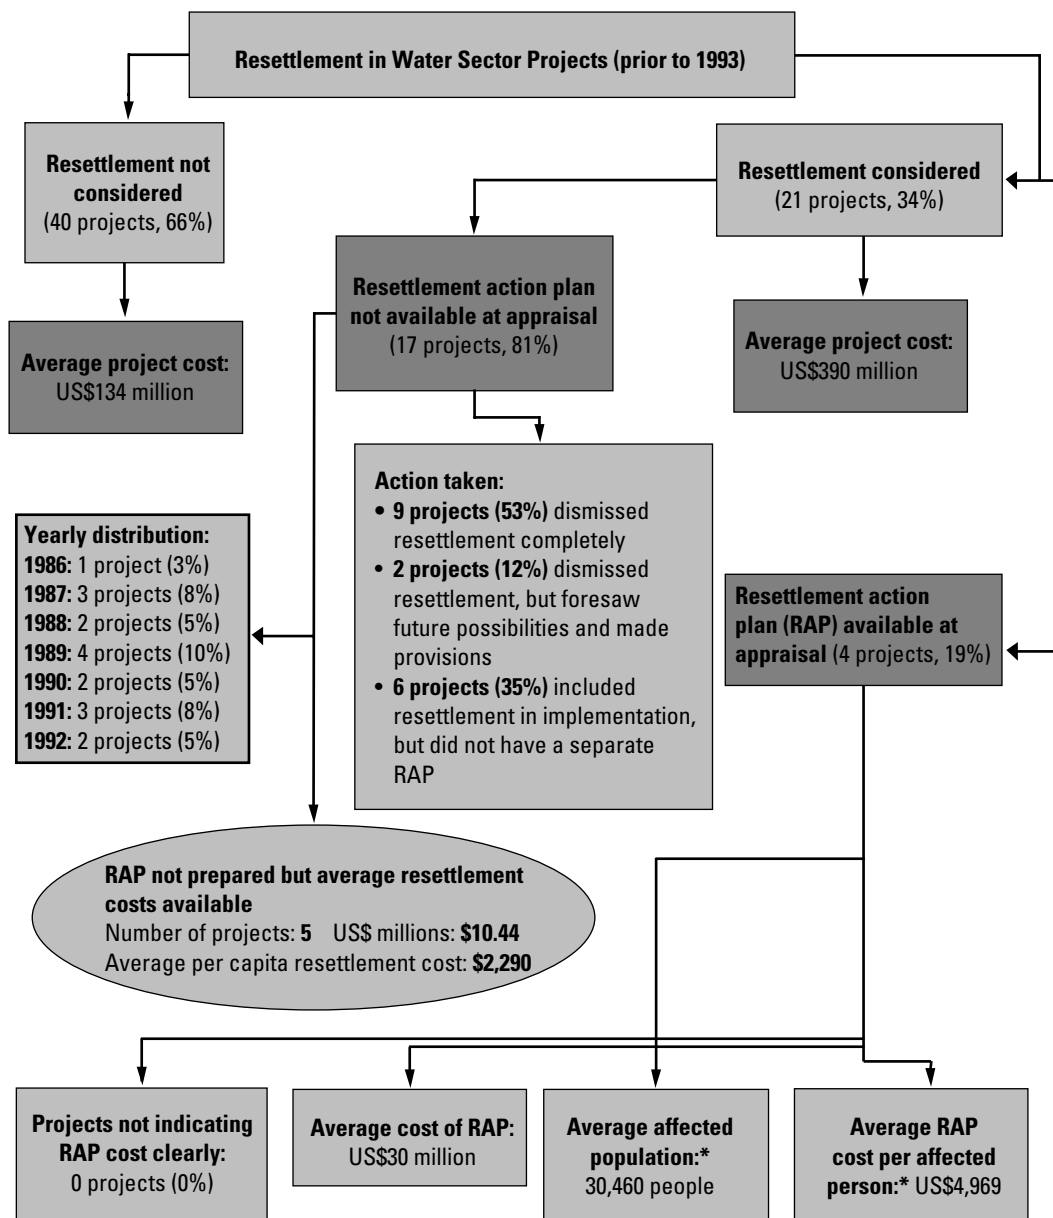 Resettlement in Water Sector Projects (prior to 1993)
Resettlement not
considered
(40 projects, 66%)
Resettlement considered
(21 projects, 34%)
Resettlement action plan
not available at appraisal
(17 projects, 81%)
Average project cost:
US$134 million
Average project cost:
US$390 million
Action taken:
• 9 projects (53%) dismissed
resettlement completely
• 2 projects (12%) dismissed
resettlement, but foresaw
future possibilities and made
provisions
• 6 projects (35%) included
resettlement in implementation,
but did not have a separate
RAP
Yearly distribution:
1986: 1 project (3%)
1987: 3 projects (8%)
1988: 2 projects (5%)
1989: 4 projects (10%)
1990: 2 projects (5%)
1991: 3 projects (8%)
1992: 2 projects (5%)
Resettlement action
plan (RAP) available at
appraisal (4 projects, 19%)
RAP not prepared but average resettlement
costs available
Number of projects: 5 US$ millions: $10.44
Average per capita resettlement cost: $2,290
Projects not indicating
RAP cost clearly:
0 projects (0%)
Average cost of RAP:
US$30 million
Average affected
population:*
30,460 people
Average RAP
cost per affected
person:* US$4,969